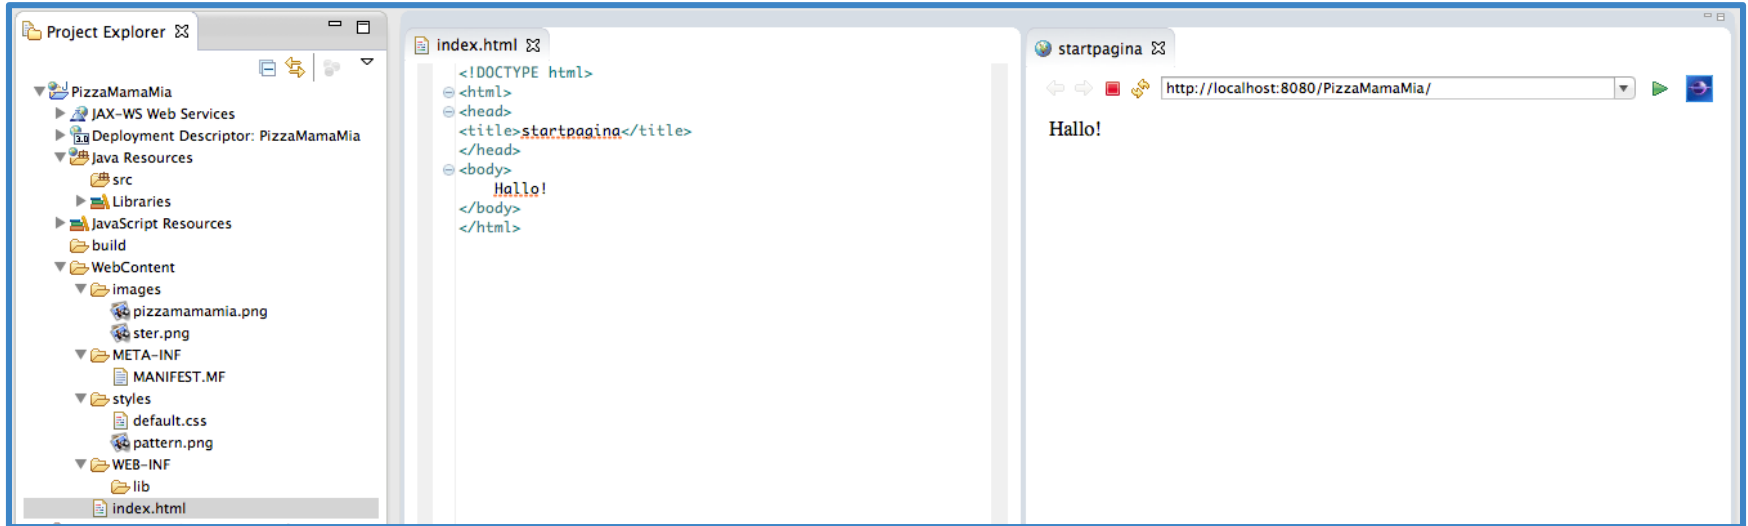 Project Explorer
PizzaMamaMia
JAX-WS Web Services
3.0
Deployment Descriptor: PizzaMamaMia
Java Resources
src
Libraries
JavaScript Resources
build
WebContent
images
pizzamamamia.png
ster.png
META-INF
MANIFEST.MF
styles
default.css
pattern.png
WEB-INF
lib
index.html
index.html
<!DOCTYPE html>
<html>
<head>
<title>startpagina</title>
</head>
<body>
Hallo!
</body>
</html>
startpagina
http://localhost:8080/PizzaMamaMia/
Hallo!